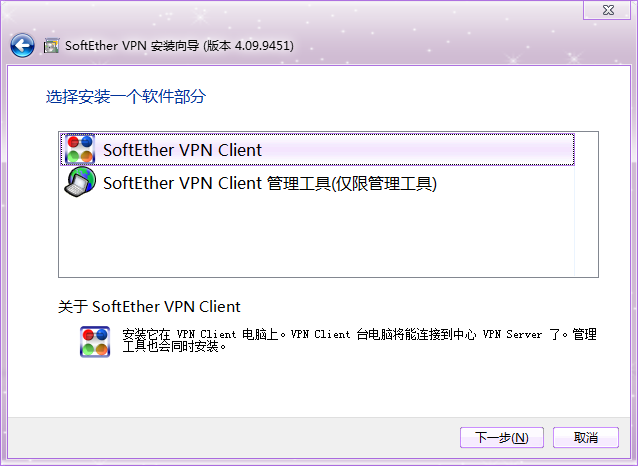 SoftEther VPN 安装向导 (版本 4.09.9451)
选择安装一个软件部分
SoftEther VPN Client
SoftEther VPN Client 管理工具(仅限管理工具)
关于 SoftEther VPN Client
安装它在 VPN Client 电脑上。VPN Client 台电脑将能连接到中心 VPN Server 了。管理
工具也会同时安装。
下一步(N)
取消